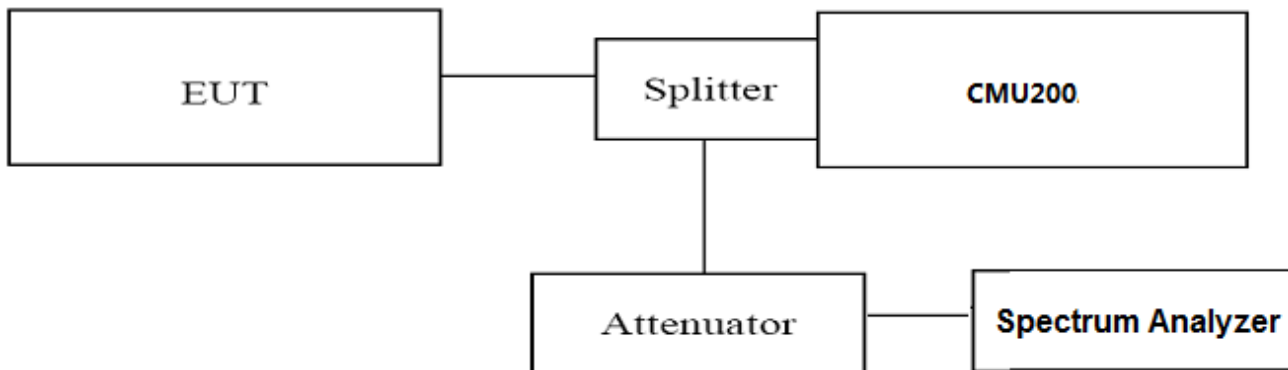 EUT
Splitter
CMU200.
Attenuator
Spectrum Analyzer